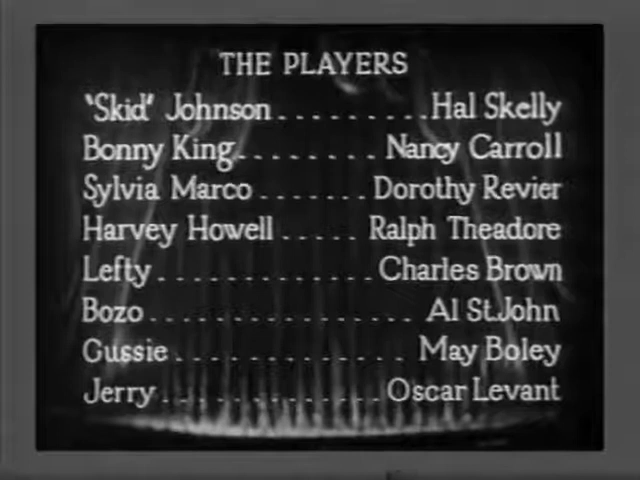 THE PLAYERS
"Skid" Johnson . . . . . . . . . Hal Skelly
Bonny King . . . . . . . . Nancy Carroll
Sylvia Marco . . . . . . . Dorothy Revier
Harvey Howell . . . . . Ralph Theadore
Lefty . . . . . . . . . . . . Charles Brown
Bozo . . . . . . . . . . . . . . Al St.John
Gussie . . . . . . . . . . . . . May Boley
Jerry . . . . . . . . . . . . Oscar Levant